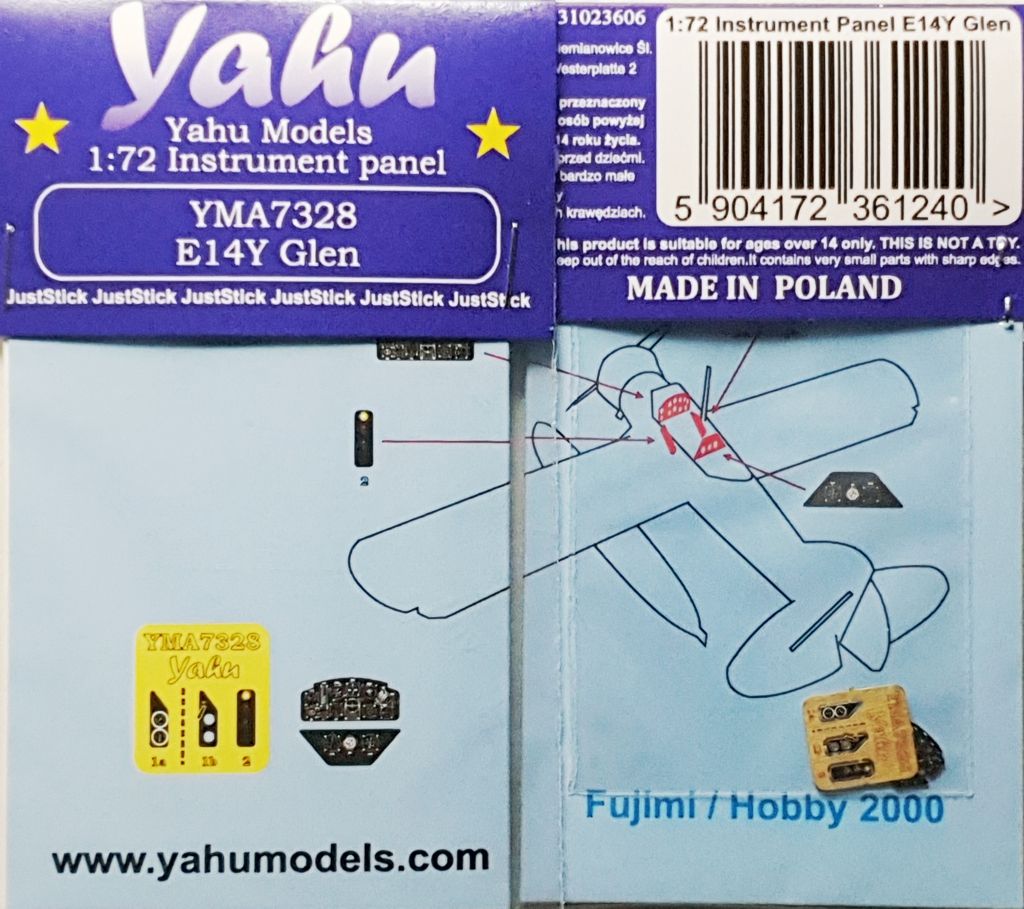 Yahu
Yahu Models
1:72 Instrument panel
YMA7328
E14Y Glen
JustStick JustStick JustStick JustStick JustStick JustStick
31023606
1:72 Instrument Panel E14Y Glen
iemianowice Śl.
Westerplatte 2
przeznaczony
osób powyżej
14 roku życia.
przed dziećmi.
bardzo małe
y
h krawędziach.
5 904172 361240 >
his product is suitable for ages over 14 only. THIS IS NOT A TOY.
eep out of the reach of children.It contains very small parts with sharp edges.
MADE IN POLAND
2
YMA7328
Yahu
1a 1b 2
Fujimi / Hobby 2000
www.yahumodels.com